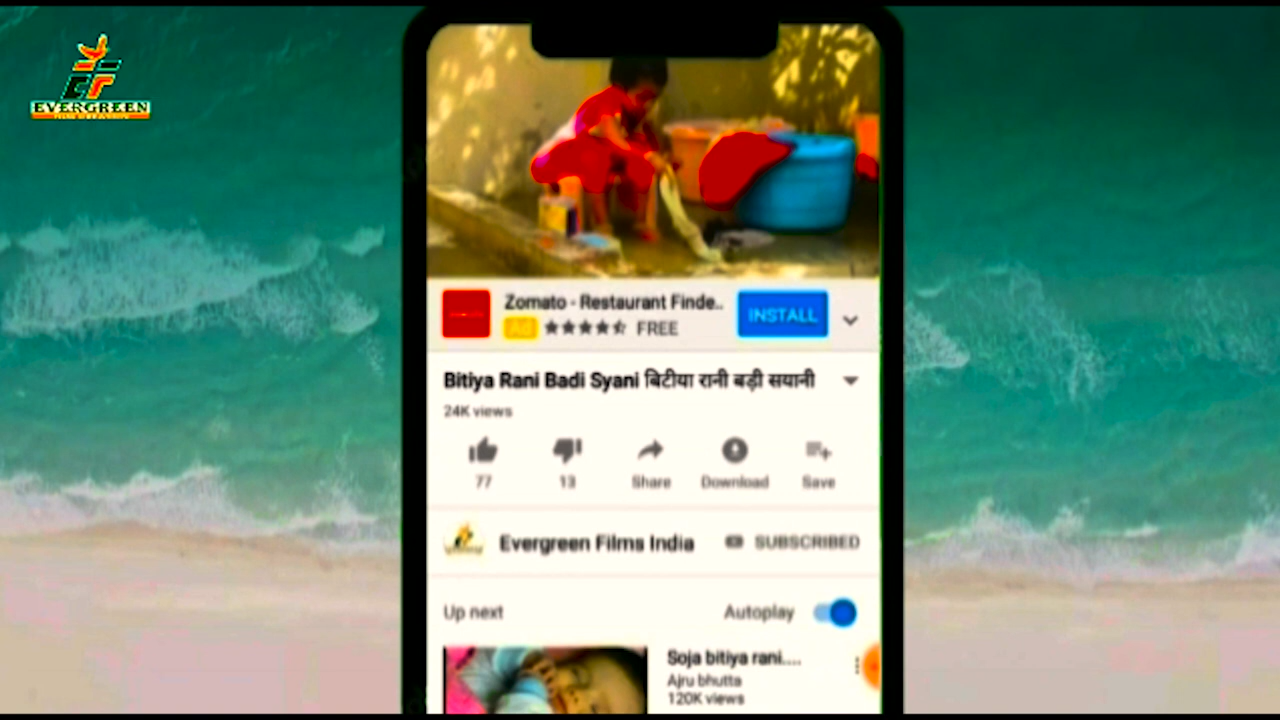 EVERGREEN
Zomato - Restaurant Finde..
INSTALL
Ad
FREE
Bitiya Rani Badi Syani बिटीया रानी बड़ी सयानी
24K views
77
13
Share
Download
Save
Evergreen Films India
SUBSCRIBED
Up next
Autoplay
Soja bitiya rani....
Ajru bhutta
120K views